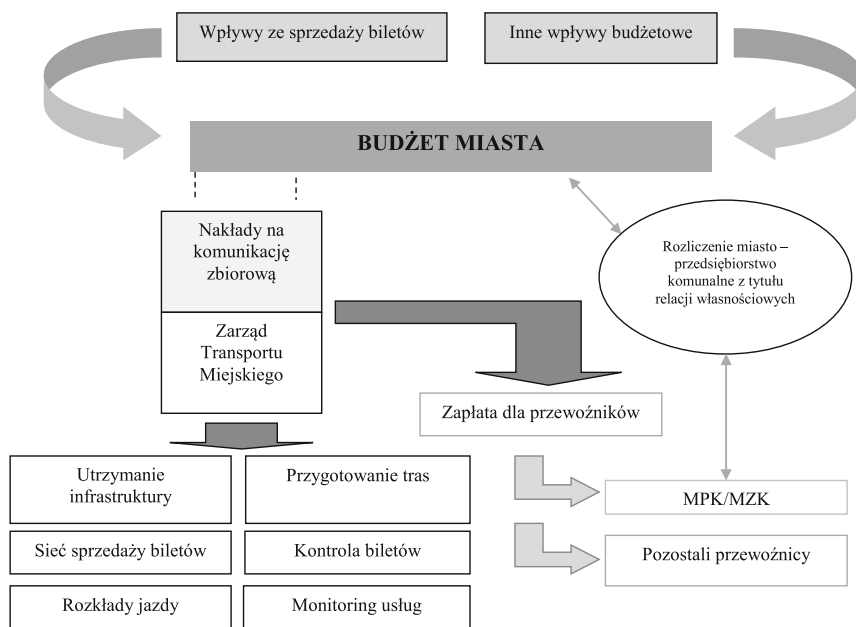 Wpływy ze sprzedaży biletów
Inne wpływy budżetowe
BUDŻET MIASTA
Nakłady na
komunikację
zbiorową
Rozliczenie miasto –
przedsiębiorstwo
komunalne z tytułu
relacji własnościowych
Zarząd
Transportu
Miejskiego
Zapłata dla przewoźników
Utrzymanie
infrastruktury
Przygotowanie tras
MPK/MZK
Sieć sprzedaży biletów
Kontrola biletów
Pozostali przewoźnicy
Rozkłady jazdy
Monitoring usług